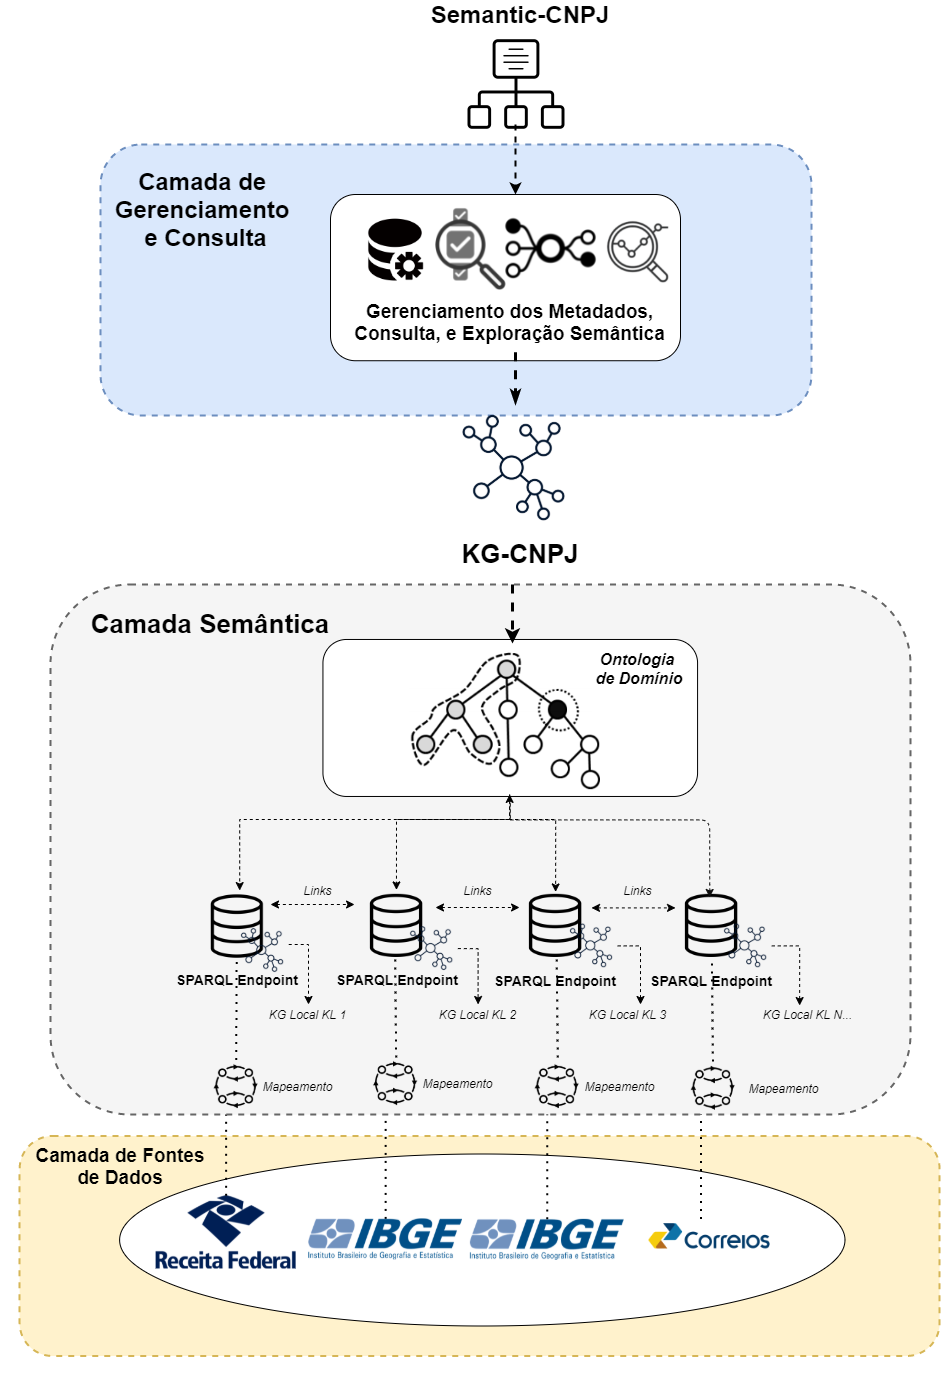 Semantic-CNPJ
Camada de
Gerenciamento
e Consulta
Gerenciamento dos Metadados,
Consulta, e Exploração Semântica
KG-CNPJ
Camada Semântica
Ontologia
de Domínio
Links
Links
Links
SPARQL Endpoint
SPARQL Endpoint
SPARQL Endpoint
SPARQL Endpoint
KG Local KL 1
KG Local KL 2
KG Local KL 3
KG Local KL N...
Mapeamento
Mapeamento
Mapeamento
Mapeamento
Camada de Fontes
de Dados
Receita Federal
IBGE
Instituto Brasileiro de Geografia e Estatística
IBGE
Instituto Brasileiro de Geografia e Estatística
Correios